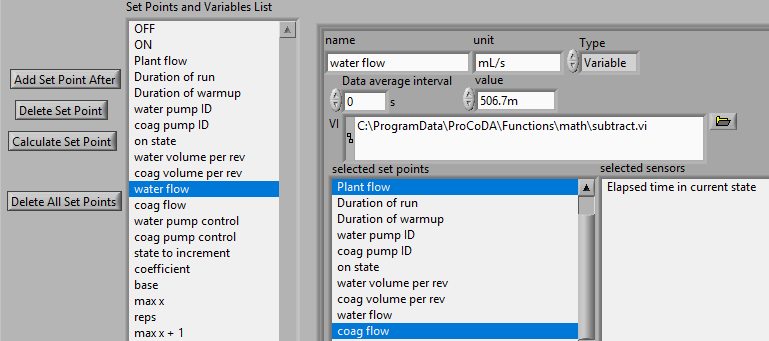 Set Points and Variables List
OFF
ON
Plant flow
Duration of run
Duration of warmup
water pump ID
coag pump ID
on state
water volume per rev
coag volume per rev
water flow
coag flow
water pump control
coag pump control
state to increment
coefficient
base
max x
reps
max x + 1
Add Set Point After
Delete Set Point
Calculate Set Point
Delete All Set Points
name
unit
Type
water flow
mL/s
Variable
Data average interval
value
0
s
506.7m
VI
C:\ProgramData\ProCoDA\Functions\math\subtract.vi
selected set points
Plant flow
Duration of run
Duration of warmup
water pump ID
coag pump ID
on state
water volume per rev
coag volume per rev
water flow
coag flow
selected sensors
Elapsed time in current state